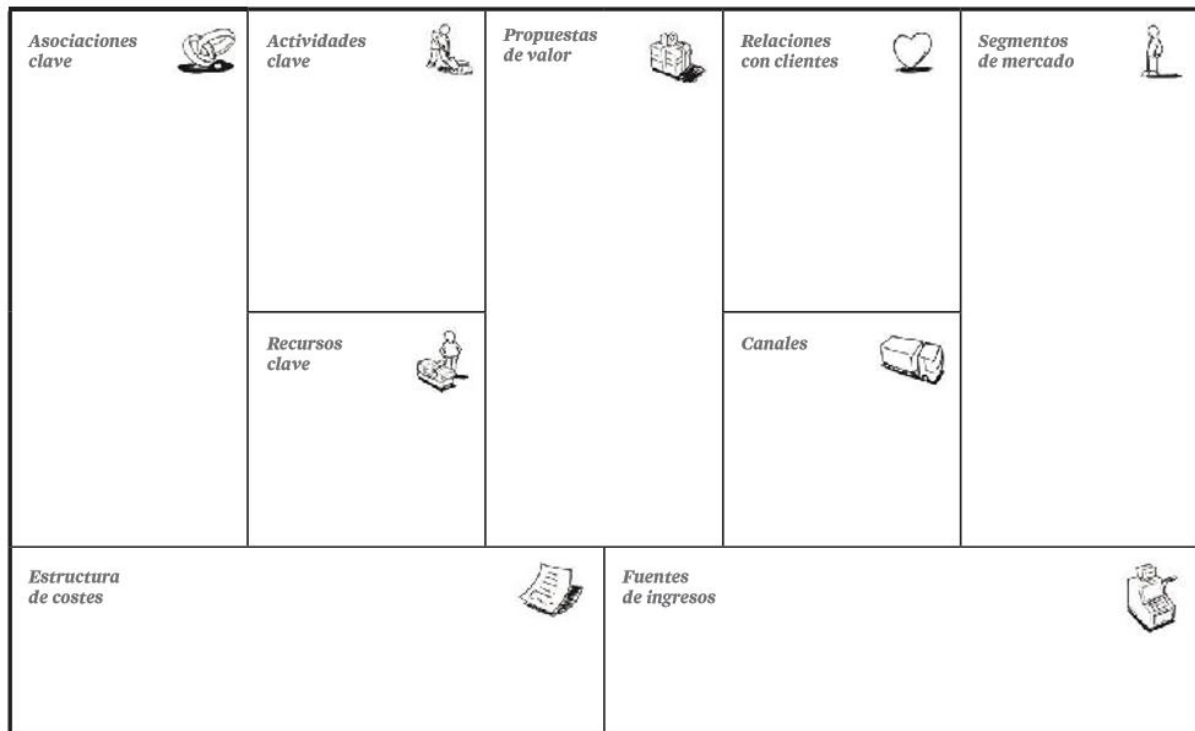 Asociaciones
clave
Actividades
clave
Propuestas
de valor
Relaciones
con clientes
Segmentos
de mercado
Recursos
clave
Canales
Estructura
de costes
Fuentes
de ingresos